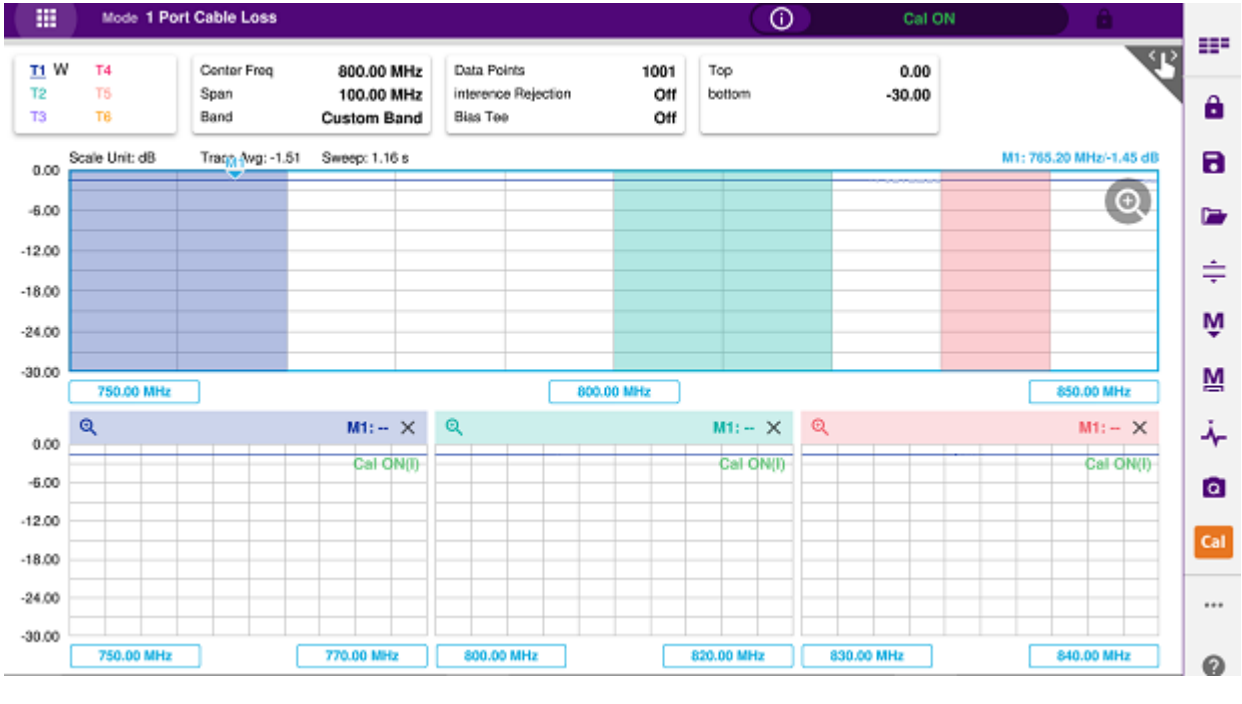 Mode 1 Port Cable Loss
Cal ON
T1 W T4
T2 T5
T3 T6
Center Freq 800.00 MHz
Span 100.00 MHz
Band Custom Band
Data Points 1001
interence Rejection Off
Bias Tee Off
Top 0.00
bottom -30.00
Scale Unit: dB Trace Avg: -1.51 Sweep: 1.16 s M1: 765.20 MHz/-1.45 dB
M1
0.00
-6.00
-12.00
-18.00
-24.00
-30.00
750.00 MHz 800.00 MHz 850.00 MHz
M1: -- M1: -- M1: --
0.00
Cal ON(I) Cal ON(I) Cal ON(I)
-6.00
-12.00
-18.00
-24.00
-30.00
750.00 MHz 770.00 MHz 800.00 MHz 820.00 MHz 830.00 MHz 840.00 MHz
M
M
Cal